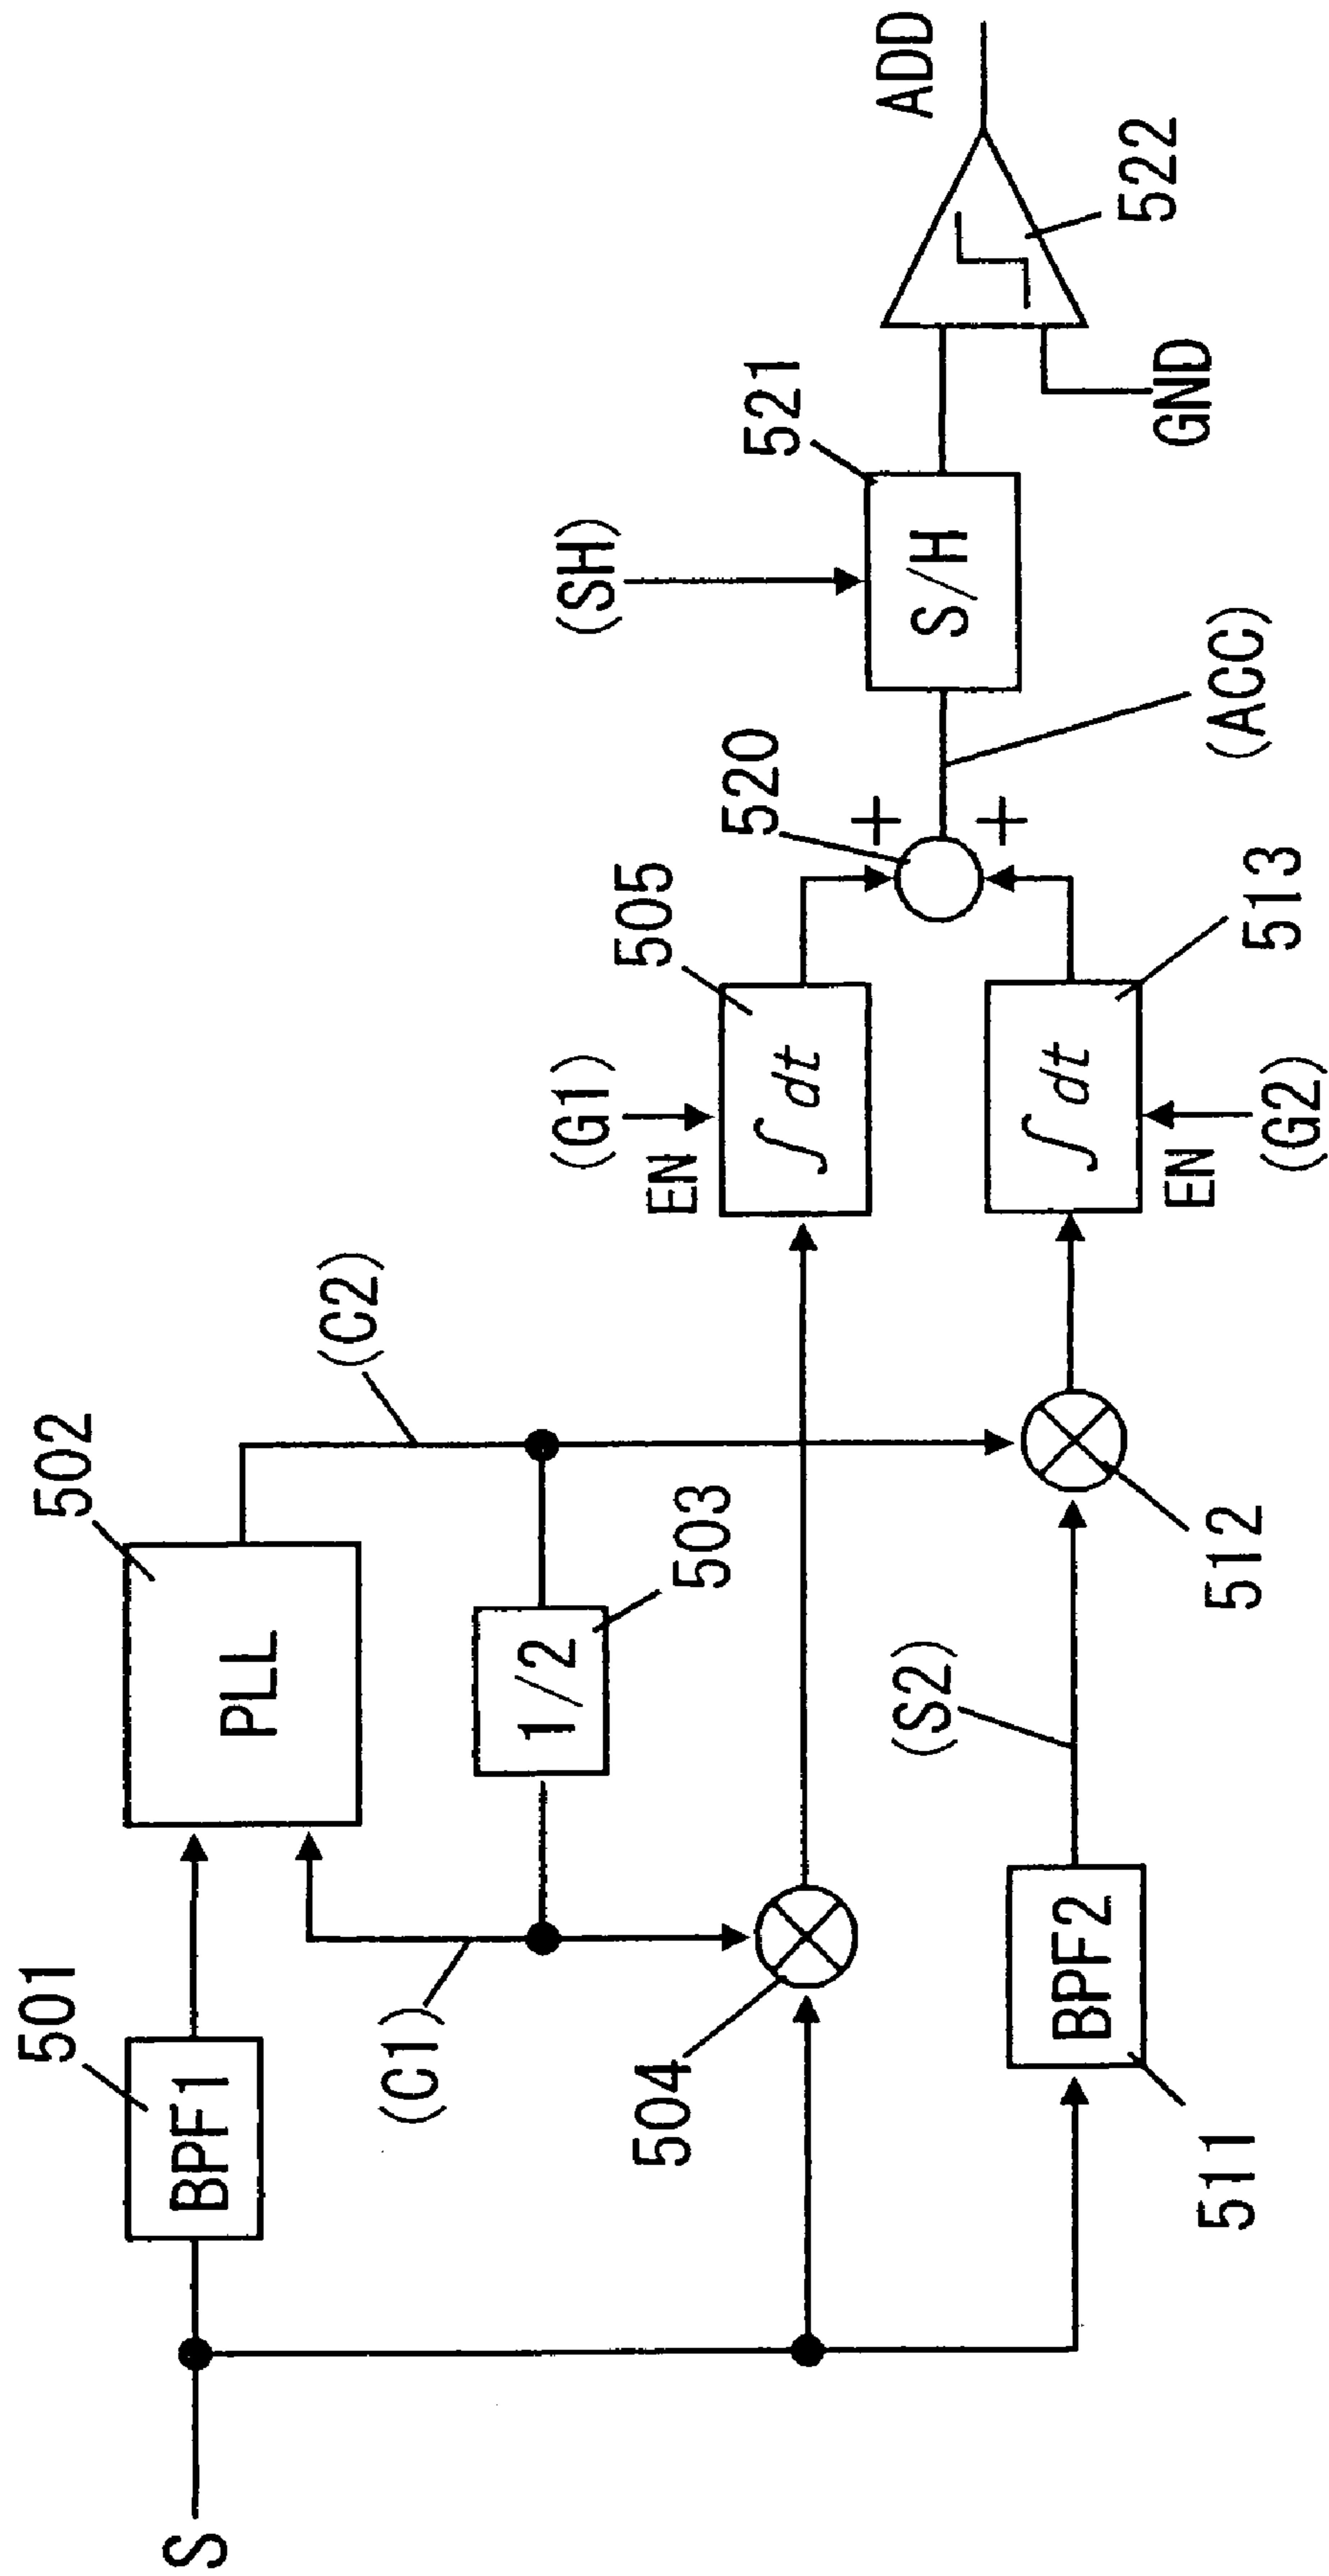 S
501
BPF1
502
PLL
(C2)
(C1)
1/2
503
504
511
BPF2
(S2)
512
(G1)
EN
505
∫ dt
∫ dt
513
EN
(G2)
520
+
+
(ACC)
(SH)
521
S/H
GND
522
ADD